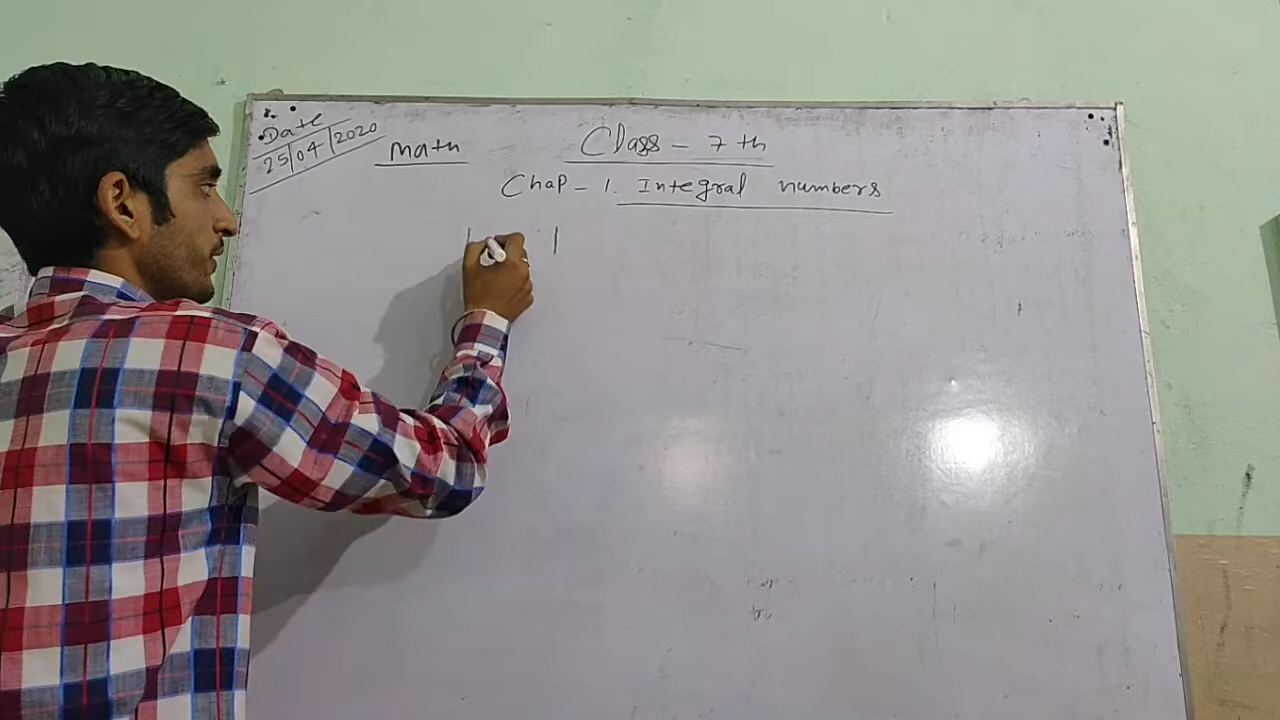 Date
25/04/2020
Math
Class - 7th
Chap - 1. Integral numbers